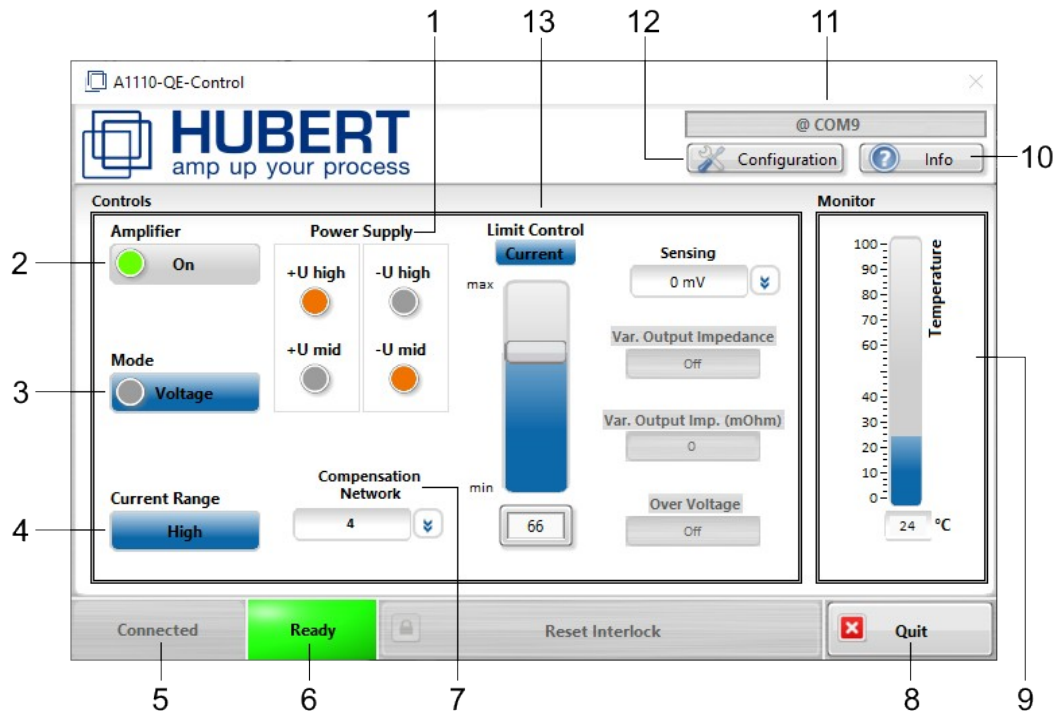 1 13 12 11
A1110-QE-Control
HUBERT
amp up your process
@ COM9
Configuration
Info
10
Controls
Monitor
Amplifier
On
2
Power Supply
+U high
-U high
+U mid
-U mid
Mode
Voltage
3
Current Range
High
4
Compensation
Network
4
Limit Control
Current
max
min
66
Sensing
0 mV
Var. Output Impedance
Off
Var. Output Imp. (mOhm)
0
Over Voltage
Off
100
90
80
70
60
40
30
20
10
0
Temperature
24 °C
Connected
Ready
Reset Interlock
Quit
5 6 7 8 9